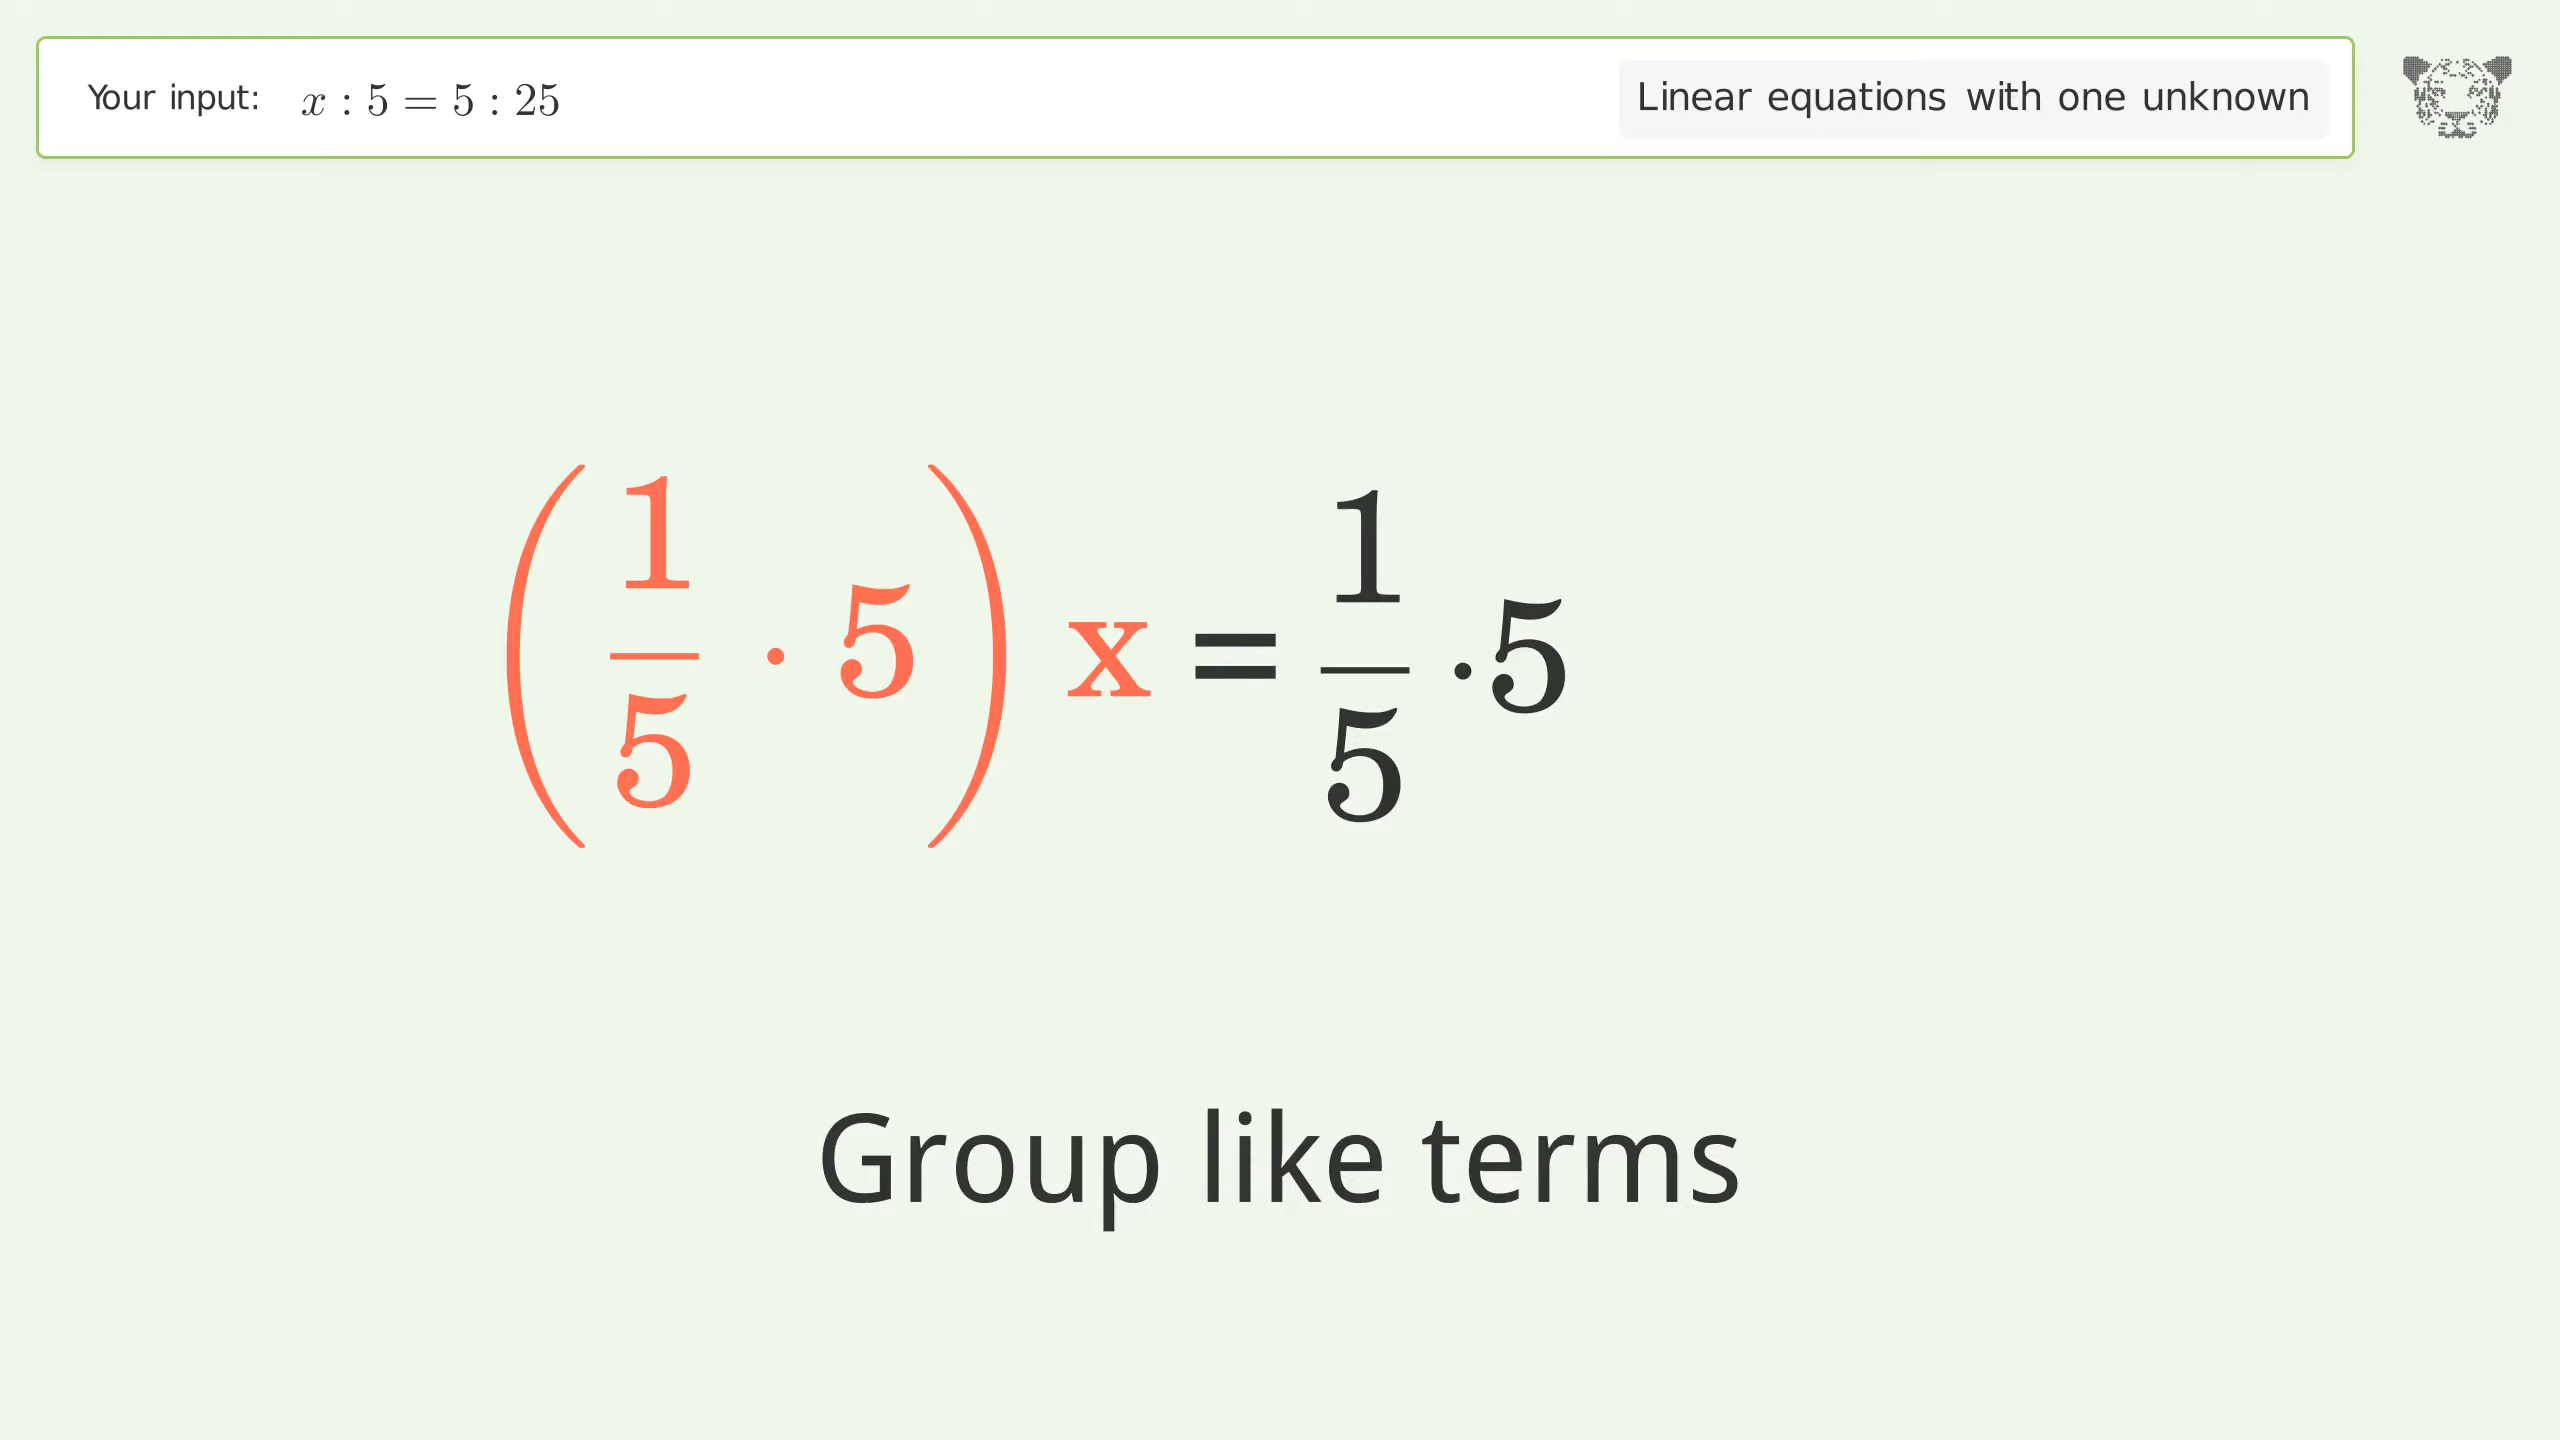 Your input: x : 5 = 5 : 25
Linear equations with one unknown
(1/5 · 5) x = 1/5 · 5
Group like terms